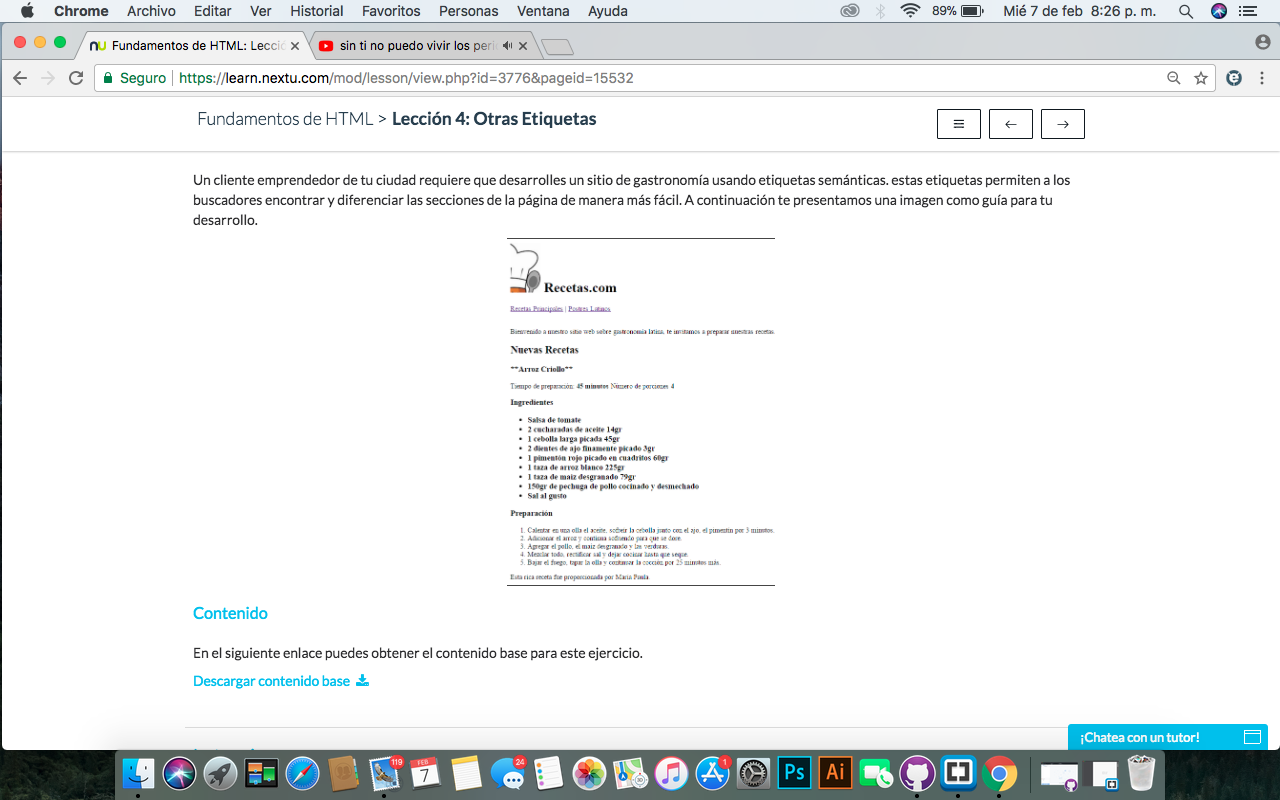 Chrome Archivo Editar Ver Historial Favoritos Personas Ventana Ayuda 89% Mié 7 de feb 8:26 p. m.
Fundamentos de HTML: Lecci sin ti no puedo vivir los peri
Seguro https://learn.nextu.com/mod/lesson/view.php?id=3776&pageid=15532
Fundamentos de HTML > Lección 4: Otras Etiquetas
Un cliente emprendedor de tu ciudad requiere que desarrolles un sitio de gastronomía usando etiquetas semánticas. estas etiquetas permiten a los
buscadores encontrar y diferenciar las secciones de la página de manera más fácil. A continuación te presentamos una imagen como guía para tu
desarrollo.
Recetas.com
Recetas Principales | Postres Latinos
Bienvenido a nuestro sitio web sobre gastronomía latina, te invitamos a preparar nuestras recetas
Nuevas Recetas
**Arroz Criollo**
Tiempo de preparación: 45 minutos Número de porciones 4
Ingredientes
• Salsa de tomate
• 2 cucharadas de aceite 14gr
• 1 cebolla larga picada 45gr
• 2 dientes de ajo finamente picado 3gr
• 1 pimentón rojo picado en cuadritos 60gr
• 1 taza de arroz blanco 225gr
• 1 taza de maíz desgranado 79gr
• 150gr de pechuga de pollo cocinado y desmechado
• Sal al gusto
Preparación
1. Calentar en una olla el aceite, sofreír la cebolla junto con el ajo, el pimentón por 3 minutos.
2. Adicionar el arroz y continua sofriendo para que se dore.
3. Agregar el pollo, el maíz desgranado y las verduras.
4. Mezclar todo, rectificar sal y dejar cocinar hasta que seque.
5. Bajar el fuego, tapar la olla y continuar la cocción por 25 minutos más.
Esta rica receta fue proporcionada por María Paula
Contenido
En el siguiente enlace puedes obtener el contenido base para este ejercicio.
Descargar contenido base
¡Chatea con un tutor!
119 FEB 7 24 30 1 Ps Ai